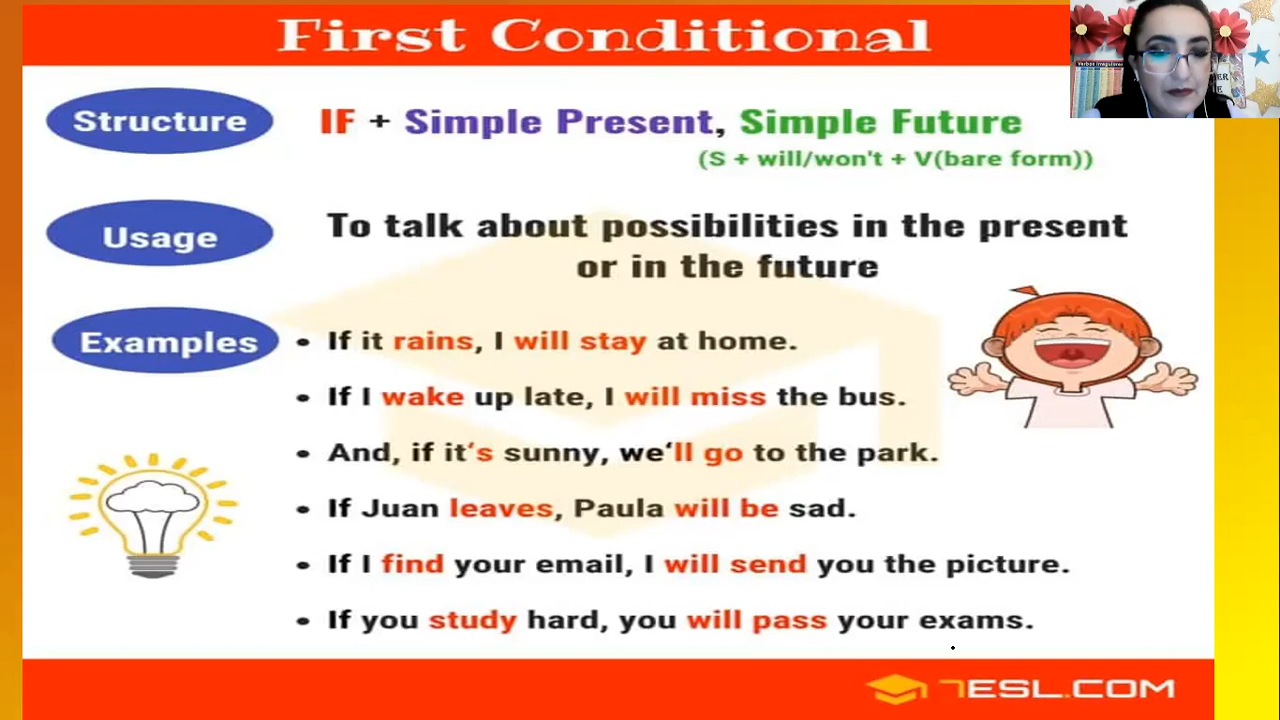 First Conditional
Structure
IF + Simple Present, Simple Future
(S + will/won't + V(bare form))
Usage
To talk about possibilities in the present
or in the future
Examples
• If it rains, I will stay at home.
• If I wake up late, I will miss the bus.
• And, if it's sunny, we'll go to the park.
• If Juan leaves, Paula will be sad.
• If I find your email, I will send you the picture.
• If you study hard, you will pass your exams.
7ESL.COM